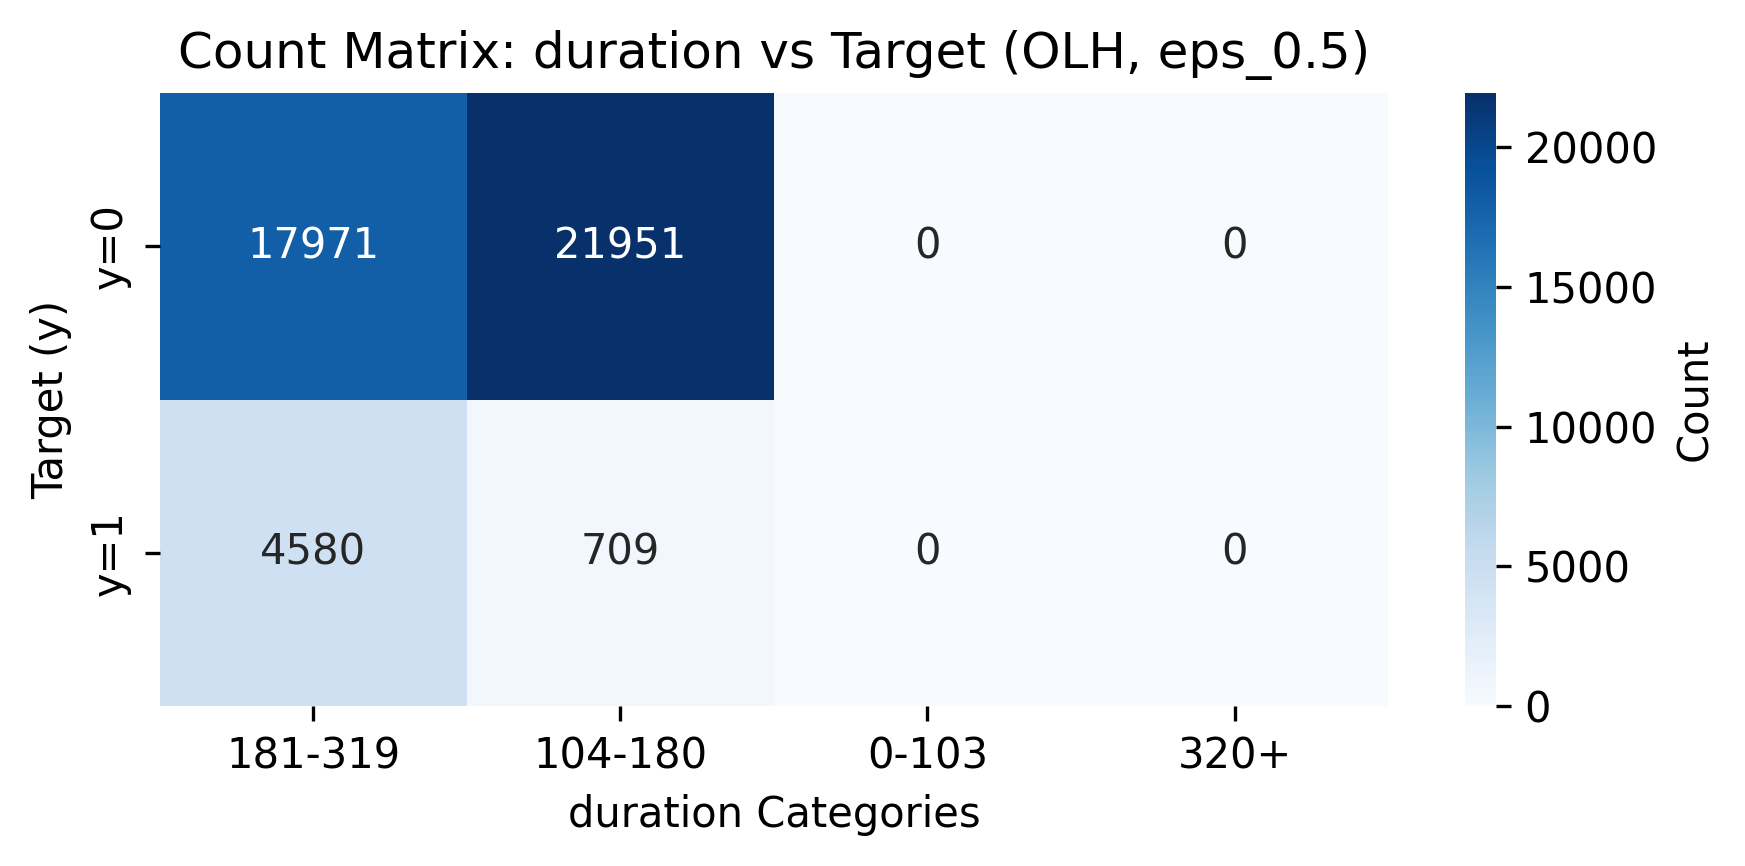 Count Matrix: duration vs Target (OLH, eps_0.5)
Target (y)
y=0
17971 21951 0 0
y=1
4580 709 0 0
181-319 104-180 0-103 320+
duration Categories
20000
15000
10000
5000
0
Count